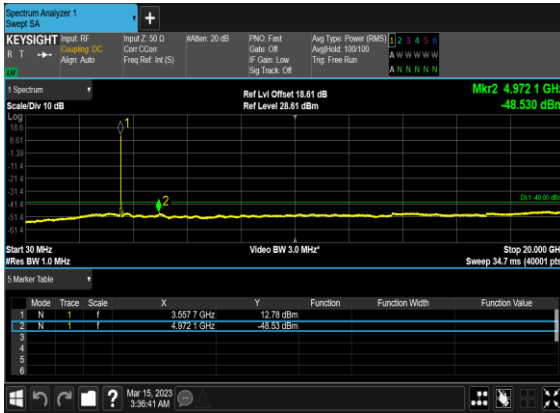 Spectrum Analyzer 1
Swept SA
+
KEYSIGHT Input: RF Input Z: 50 Ω #Atten: 20 dB PNO: Fast Avg Type: Power (RMS) 1 2 3 4 5 6
R T Coupling: DC Corr CCorr Gate: Off Avg|Hold: 100/100 A W W W W W
Align: Auto Freq Ref: Int (S) IF Gain: Low Trig: Free Run
Sig Track: Off A N N N N N
1 Spectrum
Scale/Div 10 dB
Ref Lvl Offset 18.61 dB
Ref Level 28.61 dBm
Mkr2 4.972 1 GHz
-48.530 dBm
Log
18.6
8.61
-1.39
-11.4
-21.4
-31.4
-41.4
-51.4
-61.4
1
2
DL1 -40.00 dBm
Start 30 MHz Video BW 3.0 MHz* Stop 20.000 GHz
#Res BW 1.0 MHz Sweep 34.7 ms (40001 pts)
5 Marker Table
Mode Trace Scale X Y Function Function Width Function Value
1 N 1 f 3.557 7 GHz 12.78 dBm
2 N 1 f 4.972 1 GHz -48.53 dBm
3
4
5
6
? Mar 15, 2023
3:36:41 AM